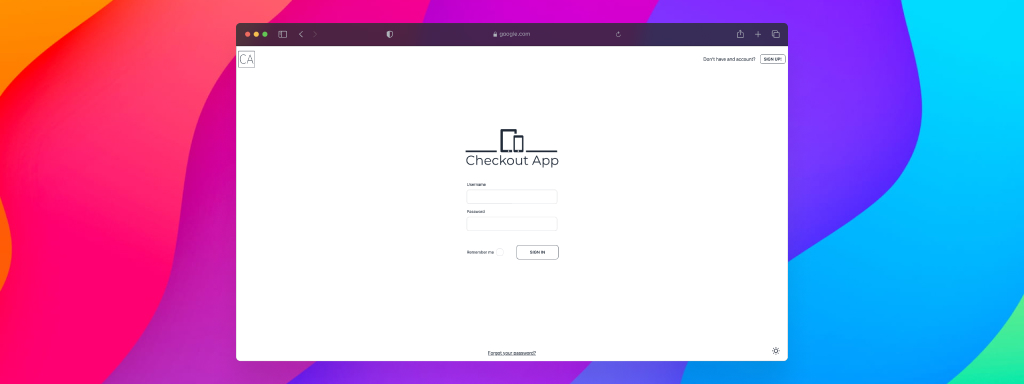 google.com
CA
Don't have and account?
SIGN UP!
Checkout App
Username
Password
Remember me
SIGN IN
Forgot your password?